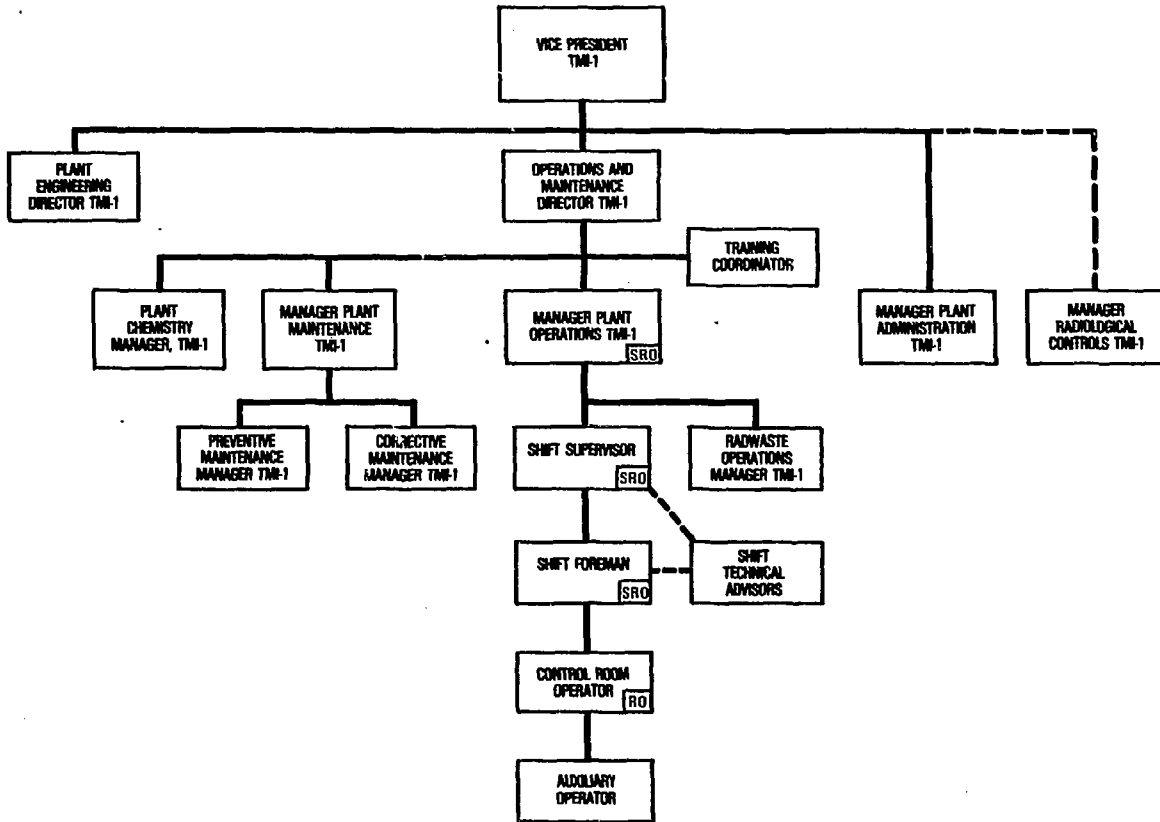 VICE PRESIDENT
TMI-1
PLANT
ENGINEERING
DIRECTOR TMI-1
OPERATIONS AND
MAINTENANCE
DIRECTOR TMI-1
TRAINING
COORDINATOR
PLANT
CHEMISTRY
MANAGER, TMI-1
MANAGER PLANT
MAINTENANCE
TMI-1
MANAGER PLANT
OPERATIONS TMI-1
SRO
MANAGER PLANT
ADMINISTRATION
TMI-1
MANAGER
RADIOLOGICAL
CONTROLS TMI-1
PREVENTIVE
MAINTENANCE
MANAGER TMI-1
CORRECTIVE
MAINTENANCE
MANAGER TMI-1
SHIFT SUPERVISOR
SRO
RADWASTE
OPERATIONS
MANAGER TMI-1
SHIFT FOREMAN
SRO
SHIFT
TECHNICAL
ADVISORS
CONTROL ROOM
OPERATOR
RO
AUXILIARY
OPERATOR